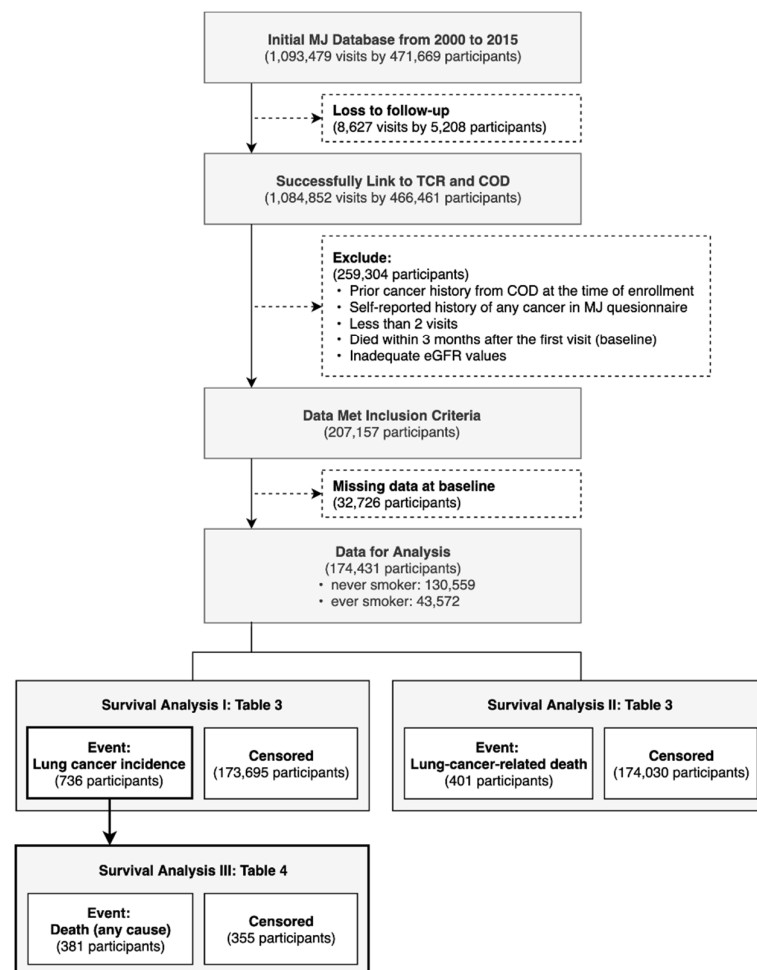 Initial MJ Database from 2000 to 2015
(1,093,479 visits by 471,669 participants)
Loss to follow-up
(8,627 visits by 5,208 participants)
Successfully Link to TCR and COD
(1,084,852 visits by 466,461 participants)
Exclude:
(259,304 participants)
• Prior cancer history from COD at the time of enrollment
• Self-reported history of any cancer in MJ quesionnaire
• Less than 2 visits
• Died within 3 months after the first visit (baseline)
• Inadequate eGFR values
Data Met Inclusion Criteria
(207,157 participants)
Missing data at baseline
(32,726 participants)
Data for Analysis
(174,431 participants)
• never smoker: 130,559
• ever smoker: 43,572
Survival Analysis I: Table 3
Event:
Lung cancer incidence
(736 participants)
Censored
(173,695 participants)
Survival Analysis II: Table 3
Event:
Lung-cancer-related death
(401 participants)
Censored
(174,030 participants)
Survival Analysis III: Table 4
Event:
Death (any cause)
(381 participants)
Censored
(355 participants)